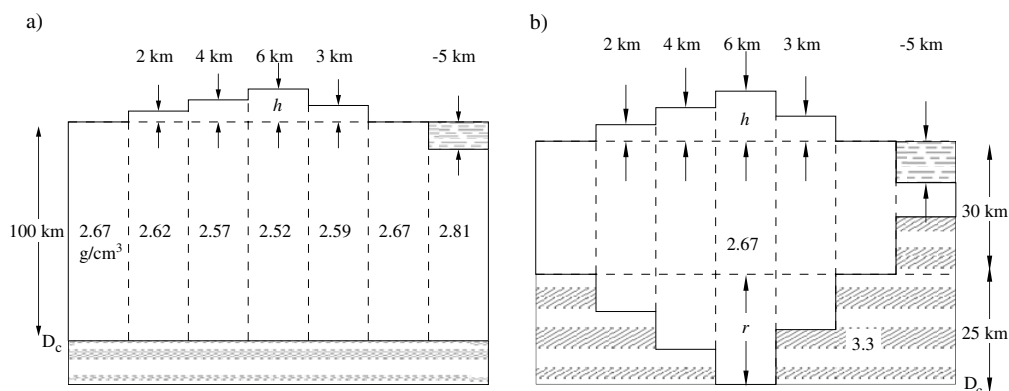 a)
2 km 4 km 6 km 3 km -5 km
h
100 km
2.67 2.62 2.57 2.52 2.59 2.67 2.81
g/cm³
D_c
b)
2 km 4 km 6 km 3 km -5 km
h
30 km
2.67
r
3.3
25 km
D_c